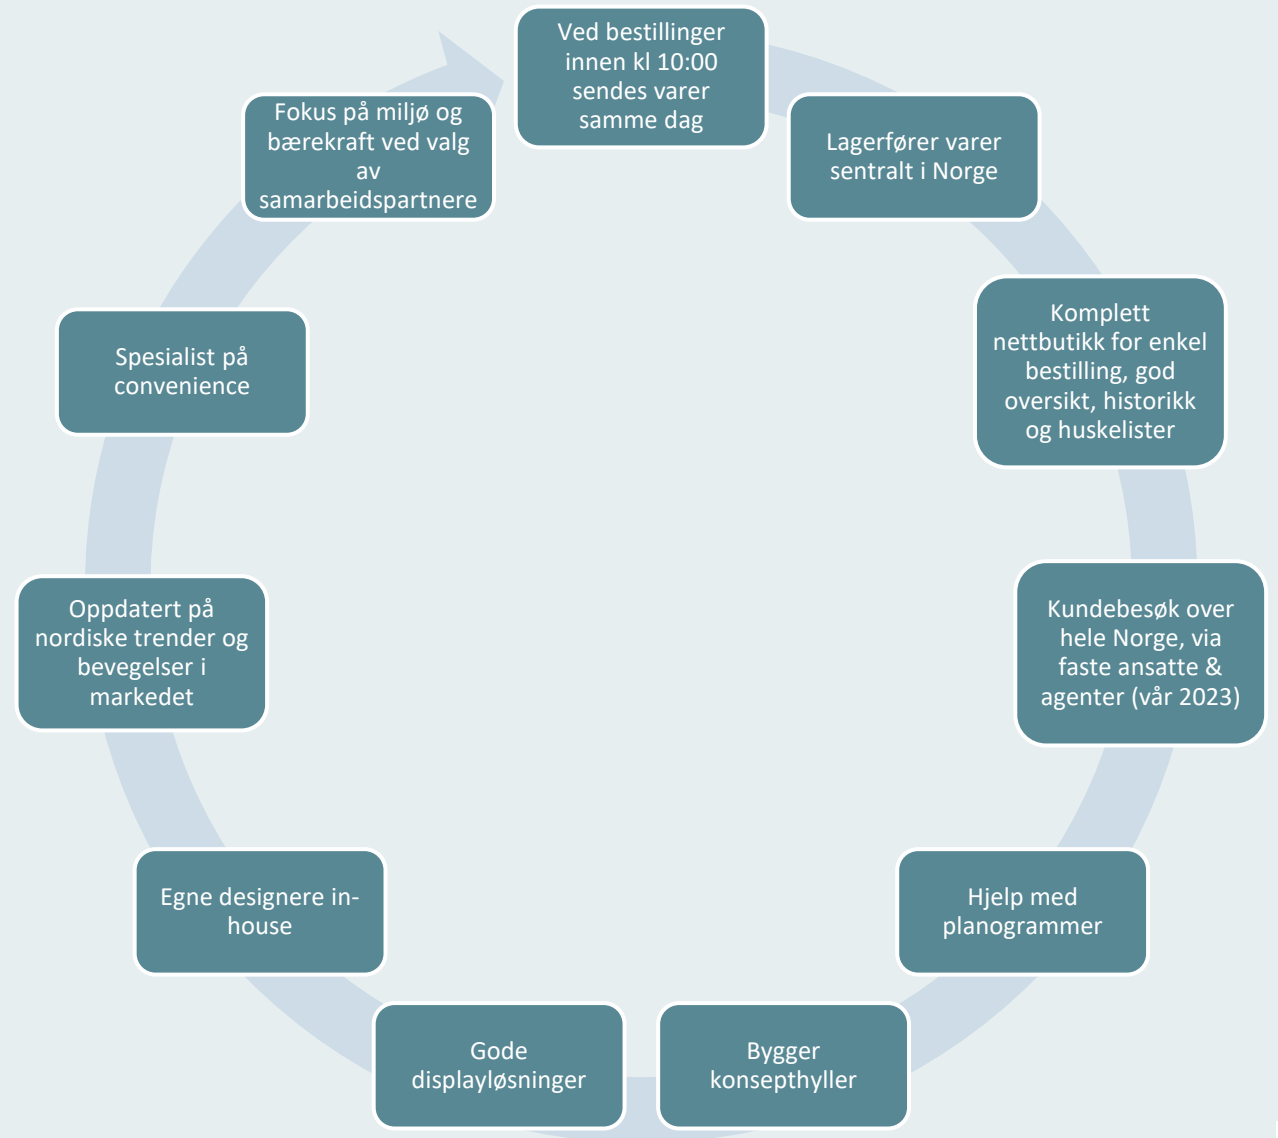 Ved bestillinger
innen kl 10:00
sendes varer
samme dag
Lagerfører varer
sentralt i Norge
Komplett
nettbutikk for enkel
bestilling, god
oversikt, historikk
og huskelister
Kundebesøk over
hele Norge, via
faste ansatte &
agenter (vår 2023)
Hjelp med
planogrammer
Bygger
konsepthyller
Gode
displayløsninger
Egne designere in-
house
Oppdatert på
nordiske trender og
bevegelser i
markedet
Spesialist på
convenience
Fokus på miljø og
bærekraft ved valg
av
samarbeidspartnere